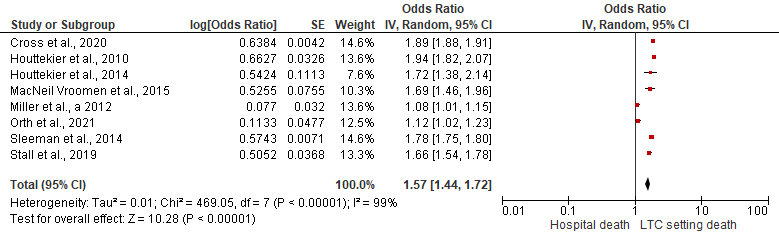 Odds Ratio Odds Ratio
Study or Subgroup log[Odds Ratio] SE Weight IV, Random, 95% CI IV, Random, 95% CI
Cross et al., 2020 0.6384 0.0042 14.6% 1.89 [1.88, 1.91]
Houttekier et al., 2010 0.6627 0.0326 13.6% 1.94 [1.82, 2.07]
Houttekier et al., 2014 0.5424 0.1113 7.6% 1.72 [1.38, 2.14]
MacNeil Vroomen et al., 2015 0.5255 0.0755 10.3% 1.69 [1.46, 1.96]
Miller et al., a 2012 0.077 0.032 13.6% 1.08 [1.01, 1.15]
Orth et al., 2021 0.1133 0.0477 12.5% 1.12 [1.02, 1.23]
Sleeman et al., 2014 0.5743 0.0071 14.6% 1.78 [1.75, 1.80]
Stall et al., 2019 0.5052 0.0368 13.3% 1.66 [1.54, 1.78]
Total (95% CI) 100.0% 1.57 [1.44, 1.72]
Heterogeneity: Tau² = 0.01; Chi² = 469.05, df = 7 (P < 0.00001); I² = 99%
Test for overall effect: Z = 10.28 (P < 0.00001)
0.01 0.1 1 10 100
Hospital death LTC setting death